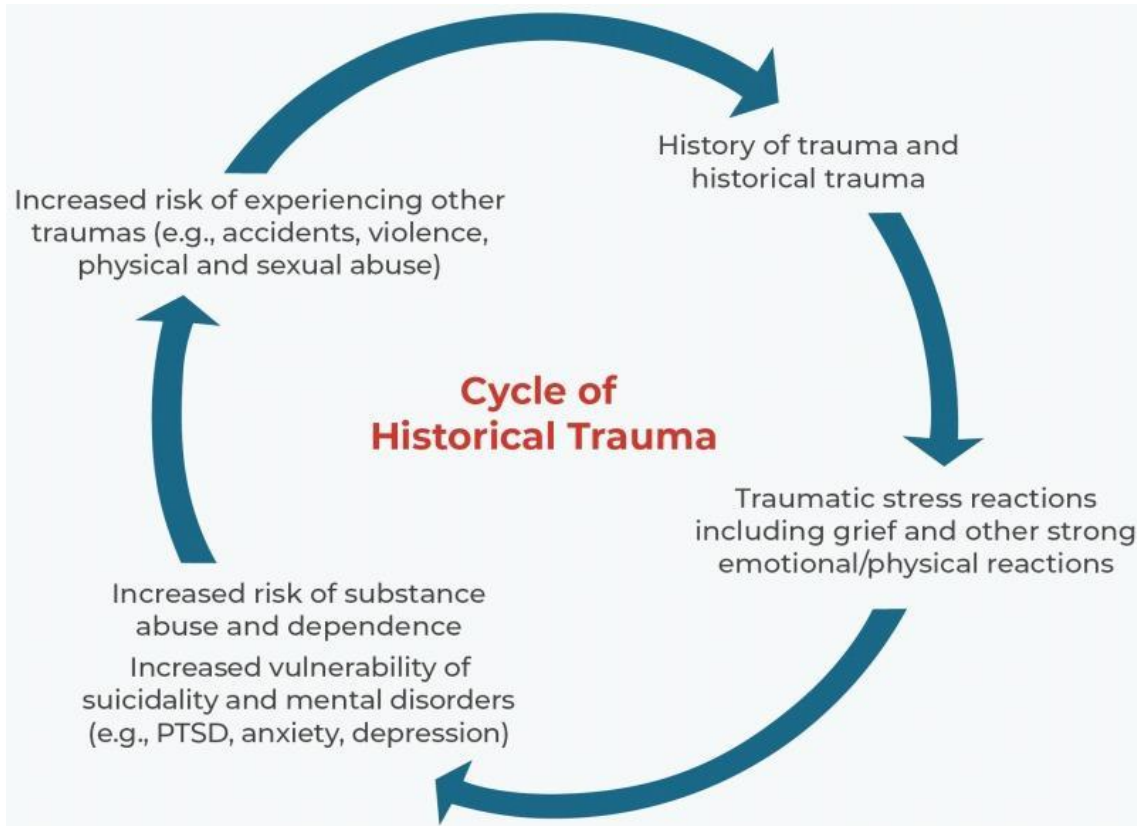 History of trauma and
historical trauma
Traumatic stress reactions
including grief and other strong
emotional/physical reactions
Increased risk of substance
abuse and dependence
Increased vulnerability of
suicidality and mental disorders
(e.g., PTSD, anxiety, depression)
Increased risk of experiencing other
traumas (e.g., accidents, violence,
physical and sexual abuse)
Cycle of
Historical Trauma